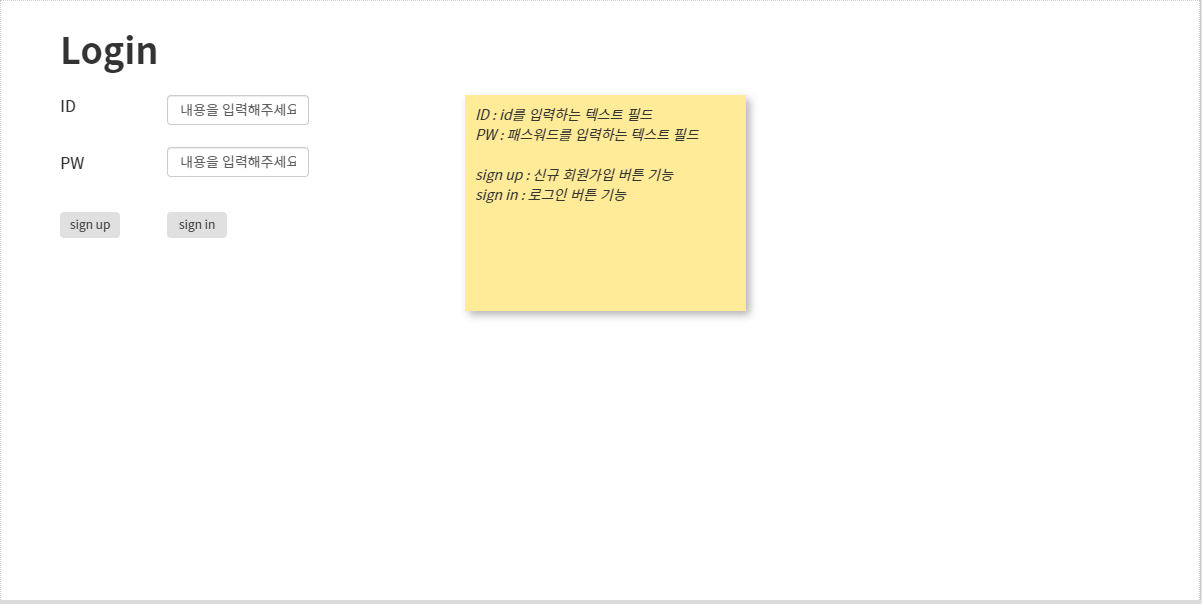 Login
ID
내용을 입력해주세요
PW
내용을 입력해주세요
sign up
sign in
ID : id를 입력하는 텍스트 필드
PW : 패스워드를 입력하는 텍스트 필드
sign up : 신규 회원가입 버튼 기능
sign in : 로그인 버튼 기능